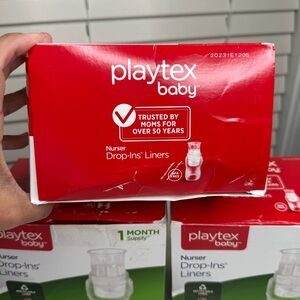 20231E1206
playtex
baby
TRUSTED BY
MOMS FOR
OVER 50 YEARS
Nurser
Drop-Ins® Liners
playtex
baby
1 MONTH
Supply
Nurser
Drop-Ins®
Liners
playtex
baby
Nurser
Drop-Ins®
Liners